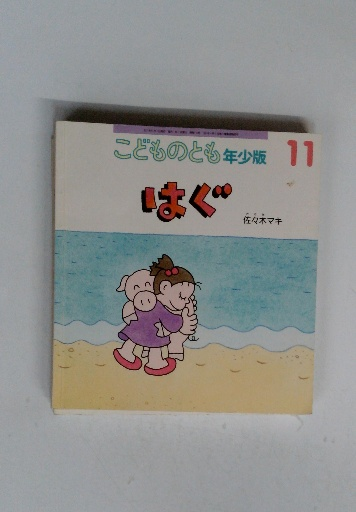 こどものとも 年少版 11
はぐ
佐々木マキ